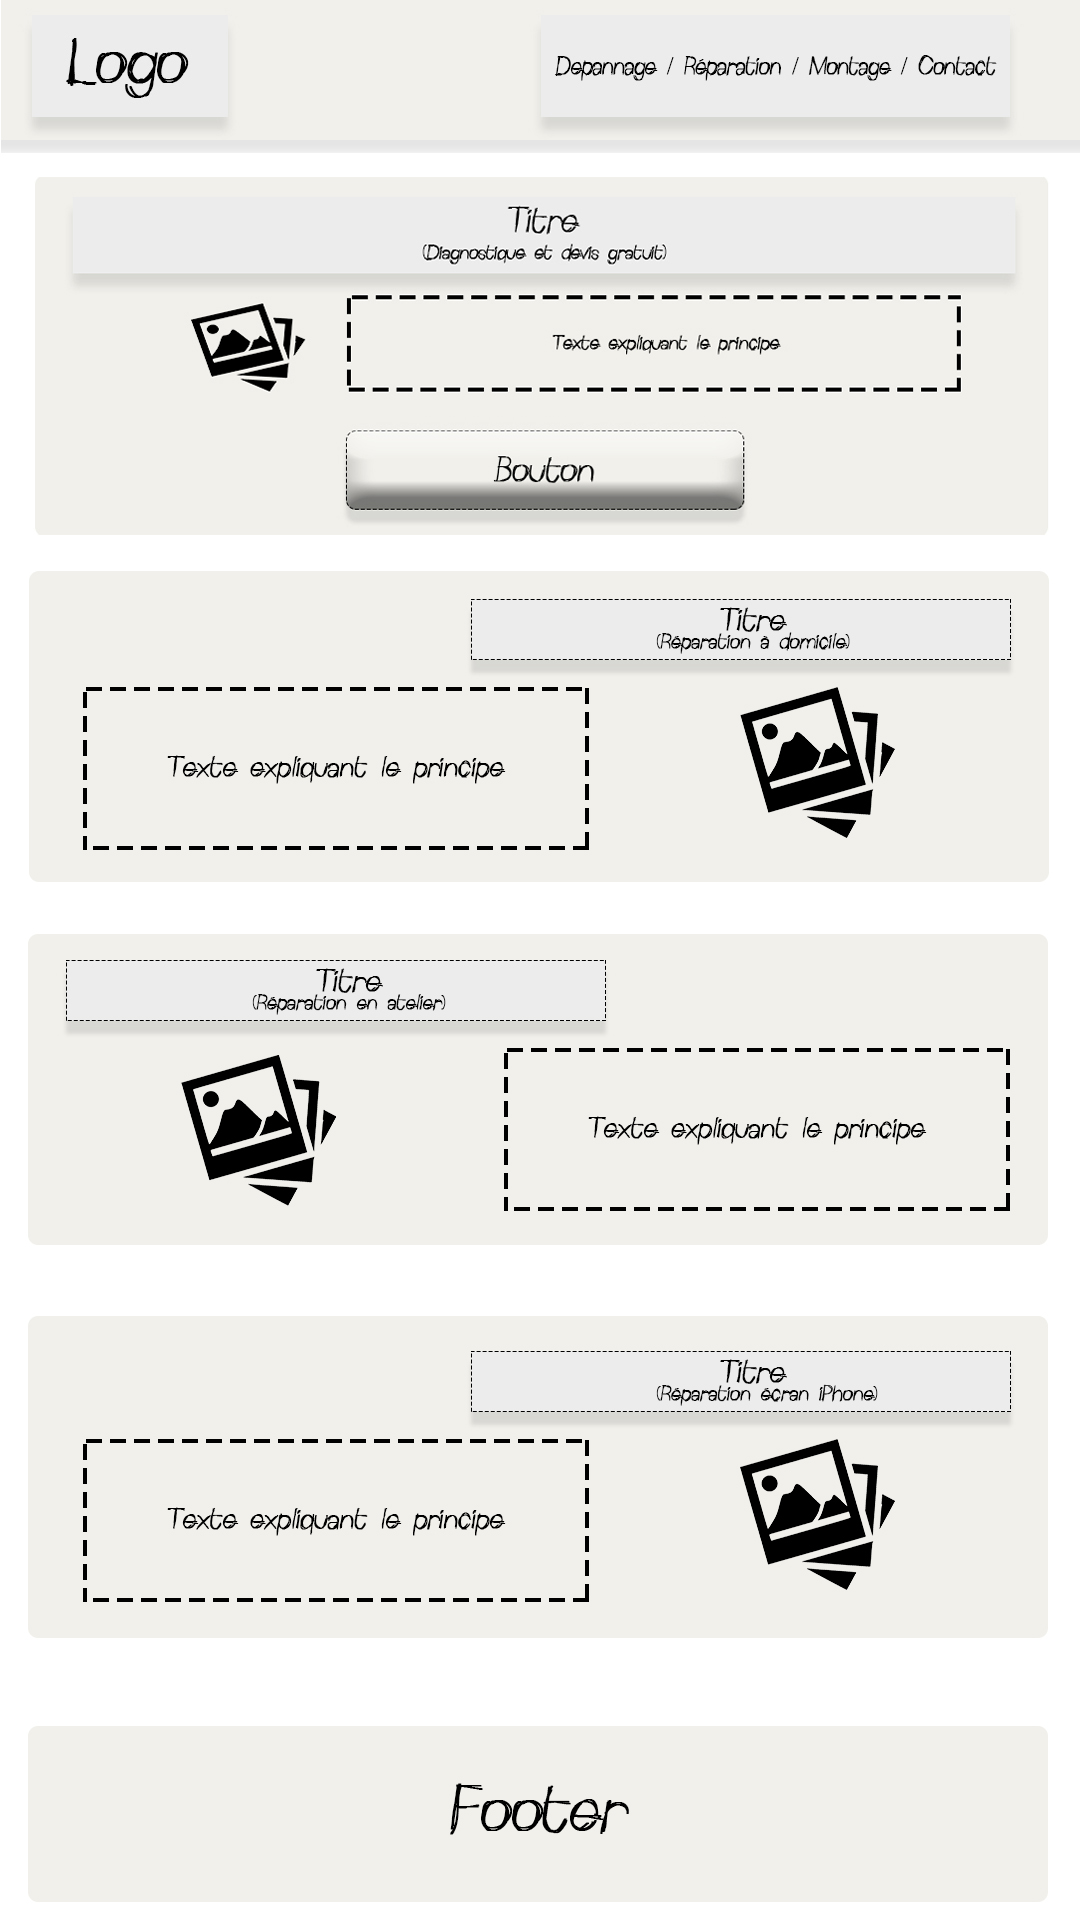 Logo
Depannage / Réparation / Montage / Contact
Titre
(Diagnostique et devis gratuit)
Texte expliquant le principe
Bouton
Titre
(Réparation à domicile)
Texte expliquant le principe
Titre
(Réparation en atelier)
Texte expliquant le principe
Titre
(Réparation écran iPhone)
Texte expliquant le principe
Footer